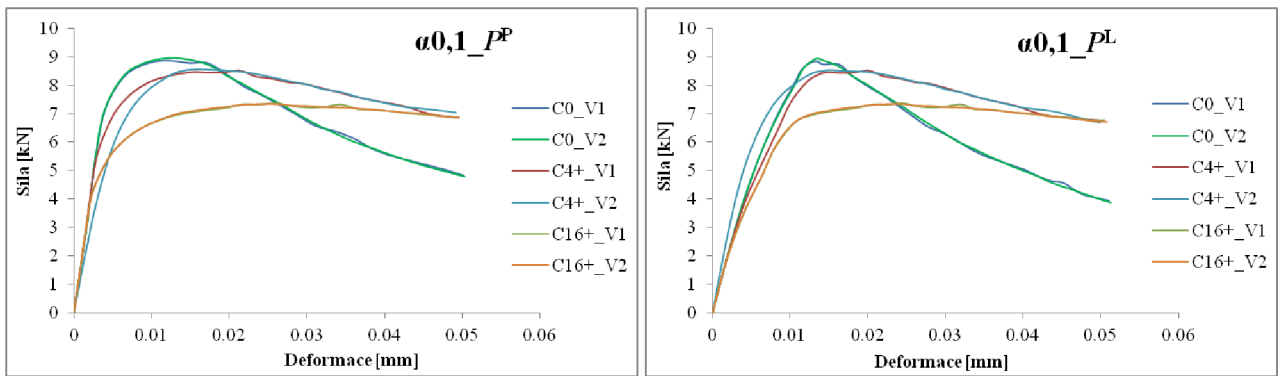 α0,1_Pᴾ
Síla [kN]
10
9
8
7
6
5
4
3
2
1
0
0
0.01
0.02
0.03
0.04
0.05
0.06
Deformace [mm]
C0_V1
C0_V2
C4+_V1
C4+_V2
C16+_V1
C16+_V2
α0,1_Pᴸ
Síla [kN]
10
9
8
7
6
5
4
3
2
1
0
0
0.01
0.02
0.03
0.04
0.05
0.06
Deformace [mm]
C0_V1
C0_V2
C4+_V1
C4+_V2
C16+_V1
C16+_V2